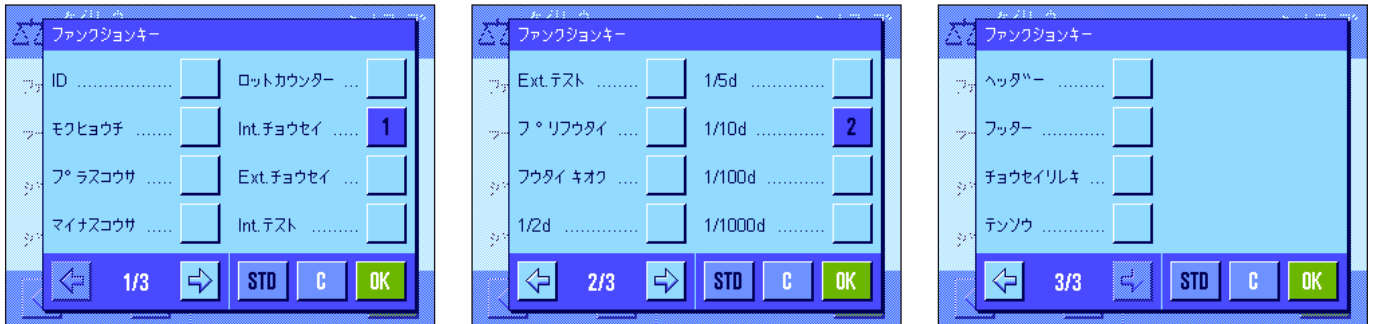 ファンクションキー
ID .................. ロットカウンター ...
モクヒョウチ ....... Int.チョウセイ ..... 1
プラスコウサ ..... Ext.チョウセイ ...
マイナスコウサ ..... Int.テスト .........
1/3 STD C OK
ファンクションキー
Ext.テスト ........ 1/5d ..................
プリフウタイ .... 1/10d ............... 2
フウタイ キオク .... 1/100d ............
1/2d ............... 1/1000d ..........
2/3 STD C OK
ファンクションキー
ヘッダー .........
フッター ...........
チョウセイリレキ ...
テンソウ ..........
3/3 STD C OK